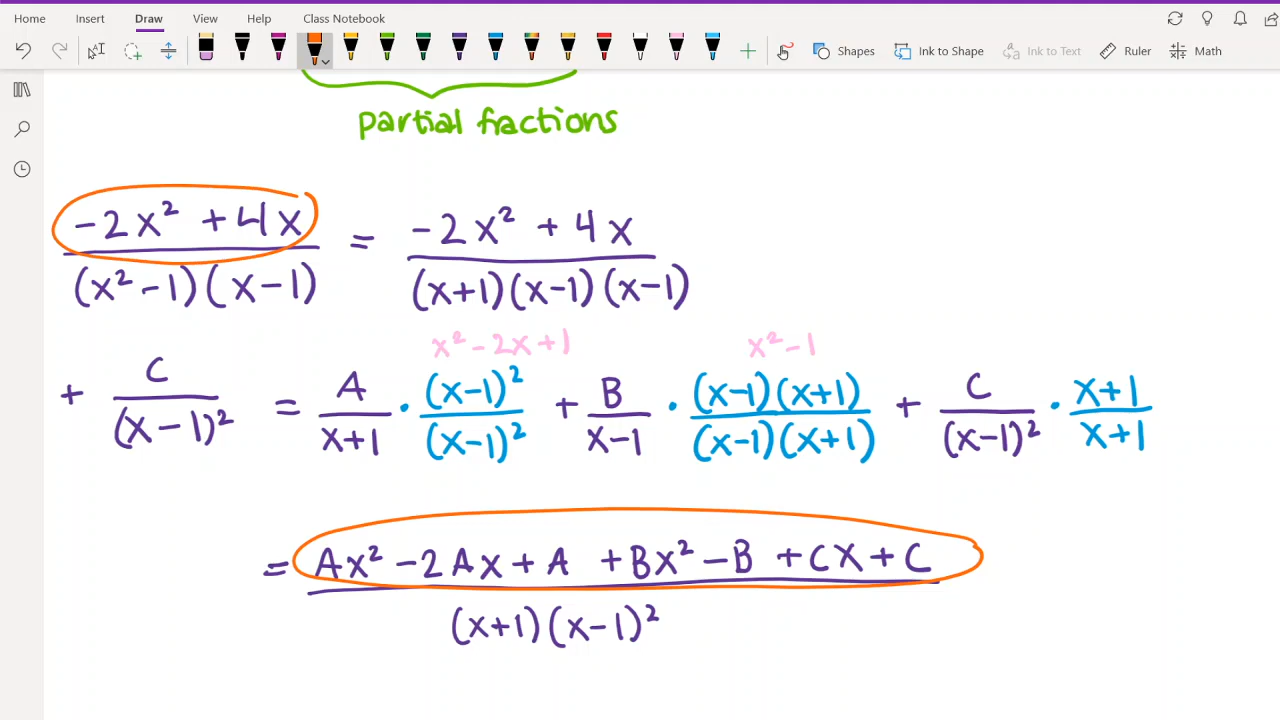 Home Insert Draw View Help Class Notebook
Shapes Ink to Shape Ink to Text Ruler Math
partial fractions
-2x² + 4x / (x² - 1)(x - 1) = -2x² + 4x / (x+1)(x-1)(x-1)
x² - 2x + 1 x² - 1
+ C / (x - 1)² = A / x+1 · (x-1)² / (x-1)² + B / x-1 · (x-1)(x+1) / (x-1)(x+1) + C / (x-1)² · x+1 / x+1
= Ax² - 2Ax + A + Bx² - B + Cx + C / (x+1)(x-1)²